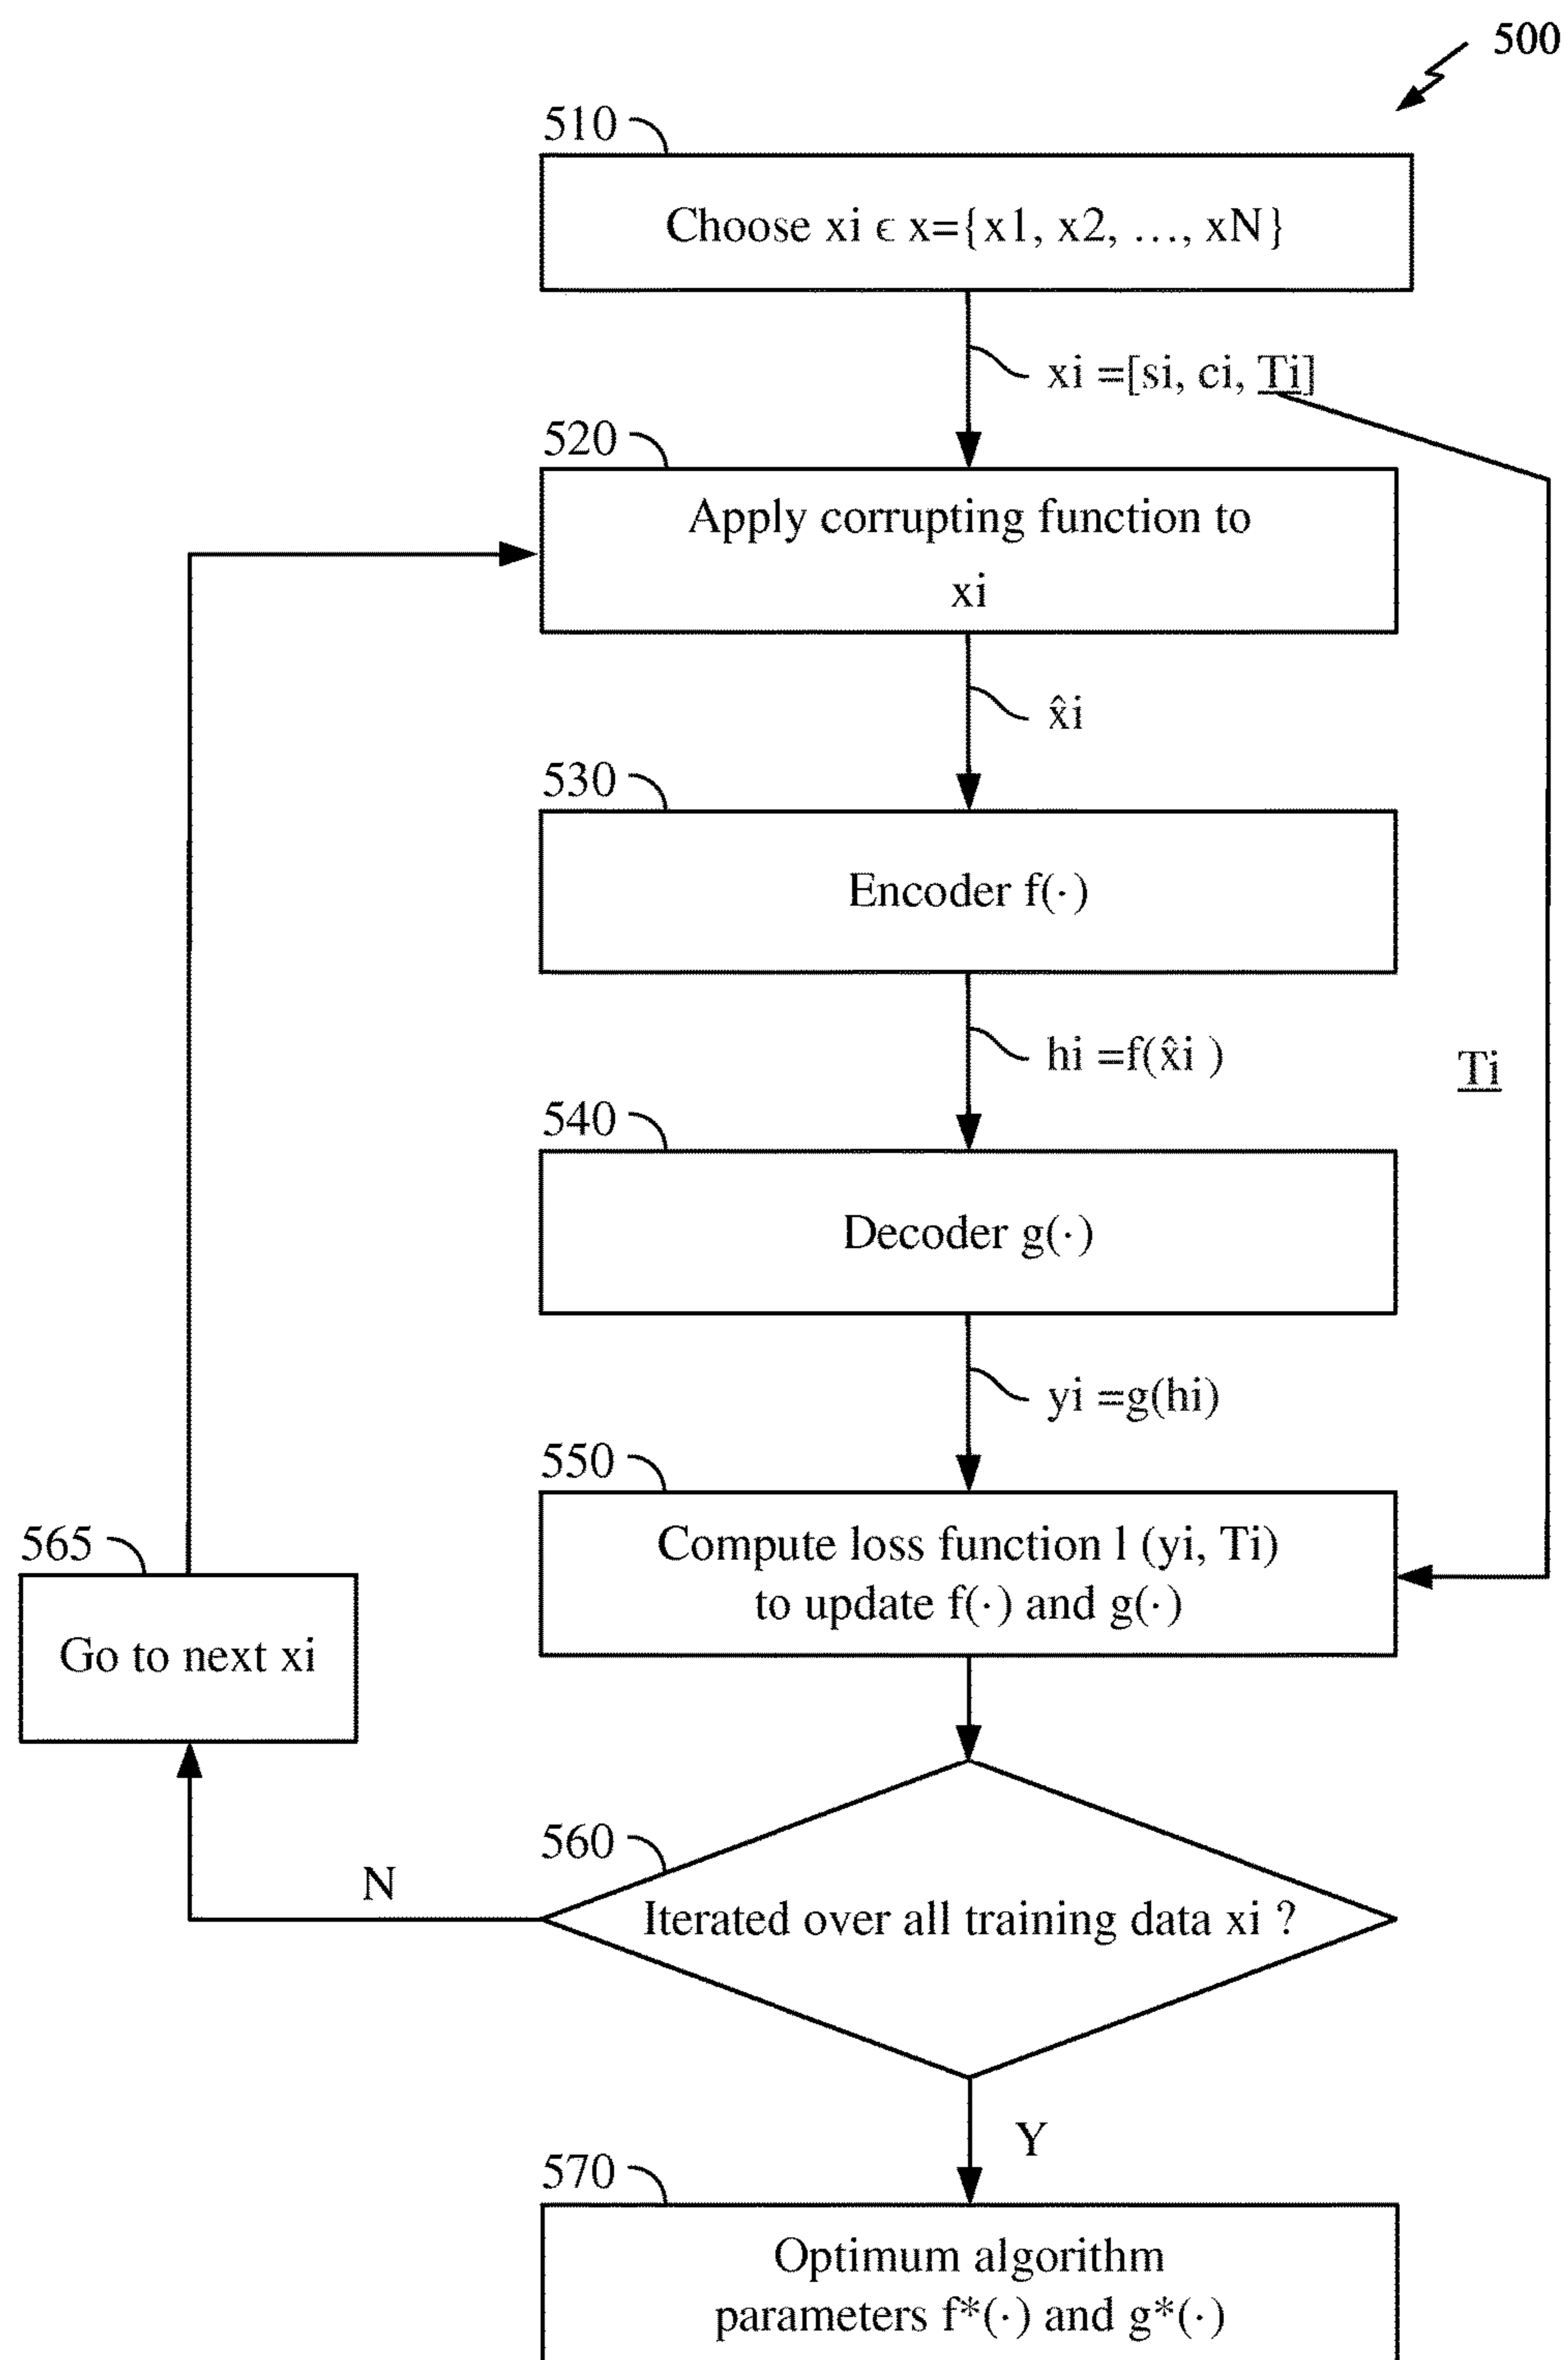 500
510
Choose xi ϵ x={x1, x2, ..., xN}
xi =[si, ci, Ti]
520
Apply corrupting function to
xi
x̂i
530
Encoder f(·)
hi =f(x̂i )
Ti
540
Decoder g(·)
yi =g(hi)
550
Compute loss function l (yi, Ti)
to update f(·) and g(·)
565
Go to next xi
560
N
Iterated over all training data xi ?
Y
570
Optimum algorithm
parameters f*(·) and g*(·)